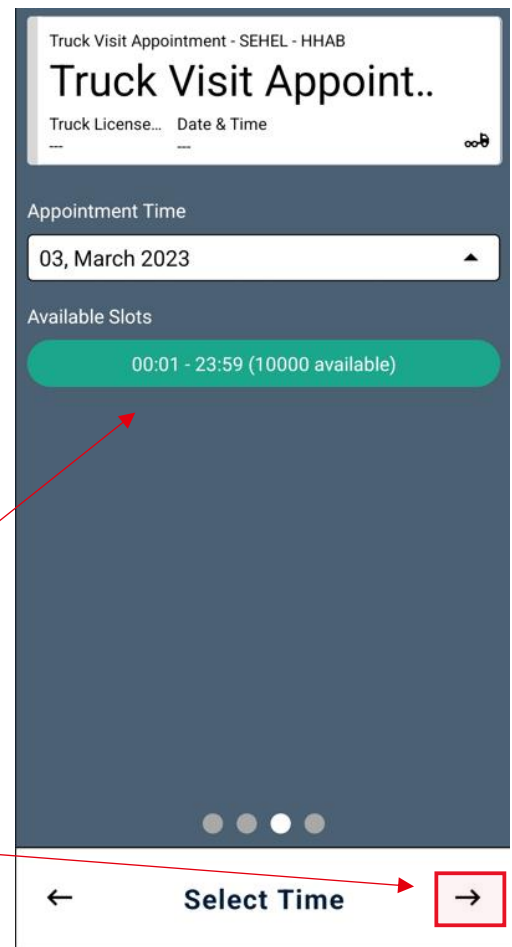 Truck Visit Appointment - SEHEL - HHAB
Truck Visit Appoint..
Truck License... Date & Time
--- ---
Appointment Time
03, March 2023
Available Slots
00:01 - 23:59 (10000 available)
Select Time